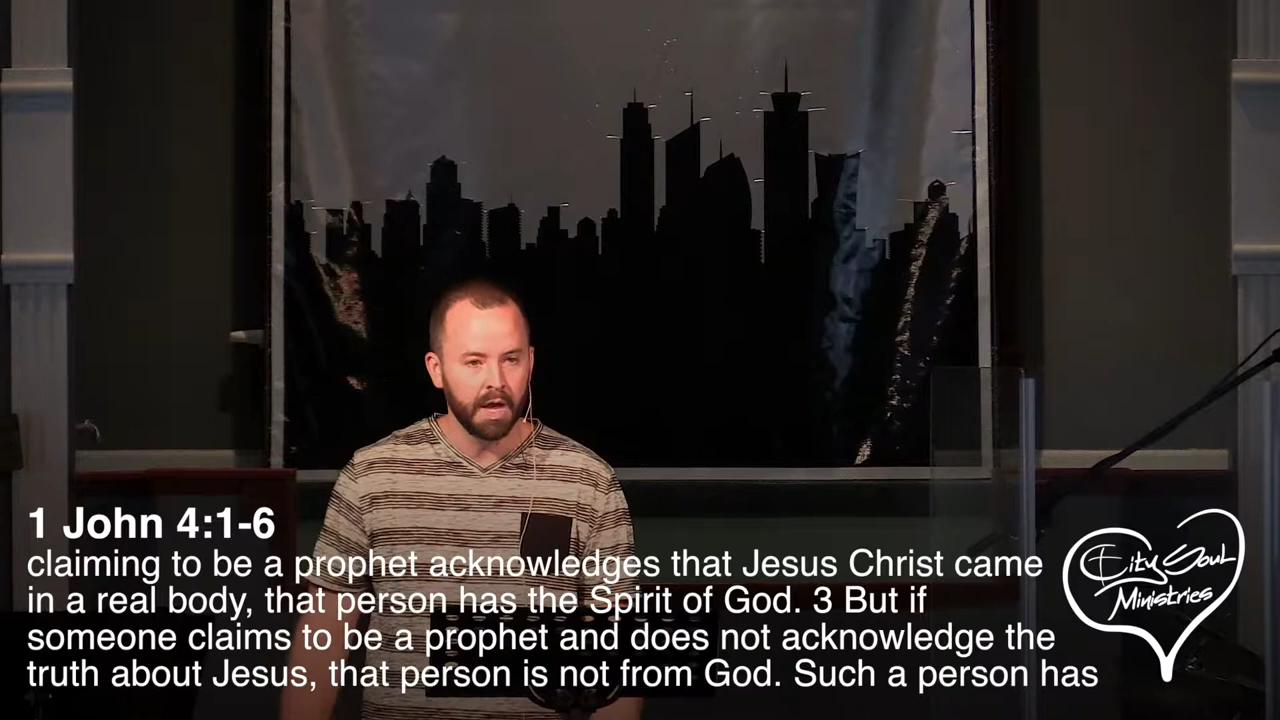 1 John 4:1-6
claiming to be a prophet acknowledges that Jesus Christ came
in a real body, that person has the Spirit of God. 3 But if
someone claims to be a prophet and does not acknowledge the
truth about Jesus, that person is not from God. Such a person has
City Soul
Ministries